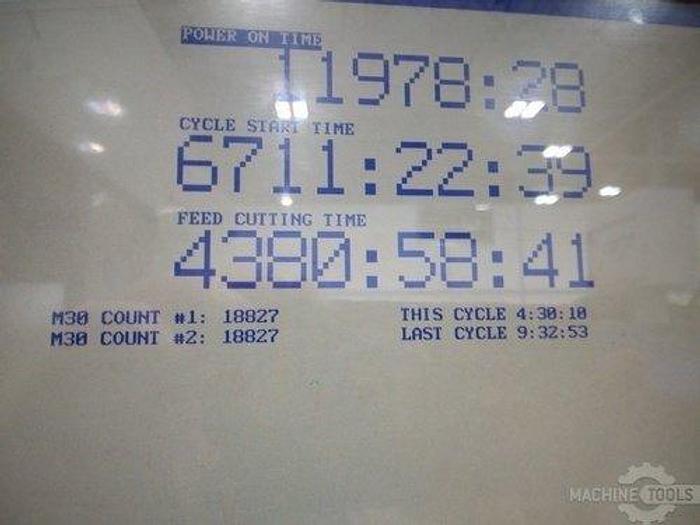 POWER ON TIME
11978:28
CYCLE START TIME
6711:22:39
FEED CUTTING TIME
4380:58:41
M30 COUNT #1: 18827 THIS CYCLE 4:30:10
M30 COUNT #2: 18827 LAST CYCLE 9:32:53
MACHINE TOOLS